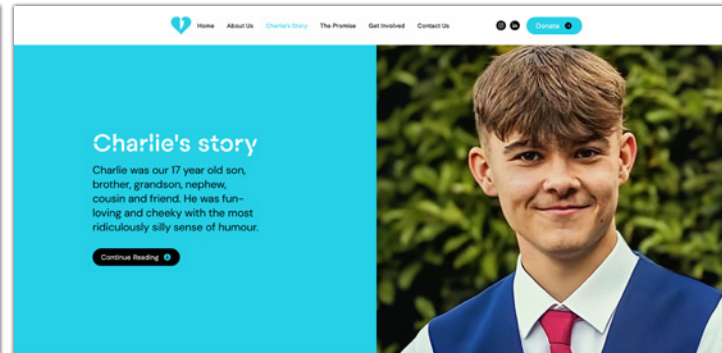 Home About Us Charlie's Story The Promise Get Involved Contact Us Donate
Charlie's story
Charlie was our 17 year old son,
brother, grandson, nephew,
cousin and friend. He was fun-
loving and cheeky with the most
ridiculously silly sense of humour.
Continue Reading